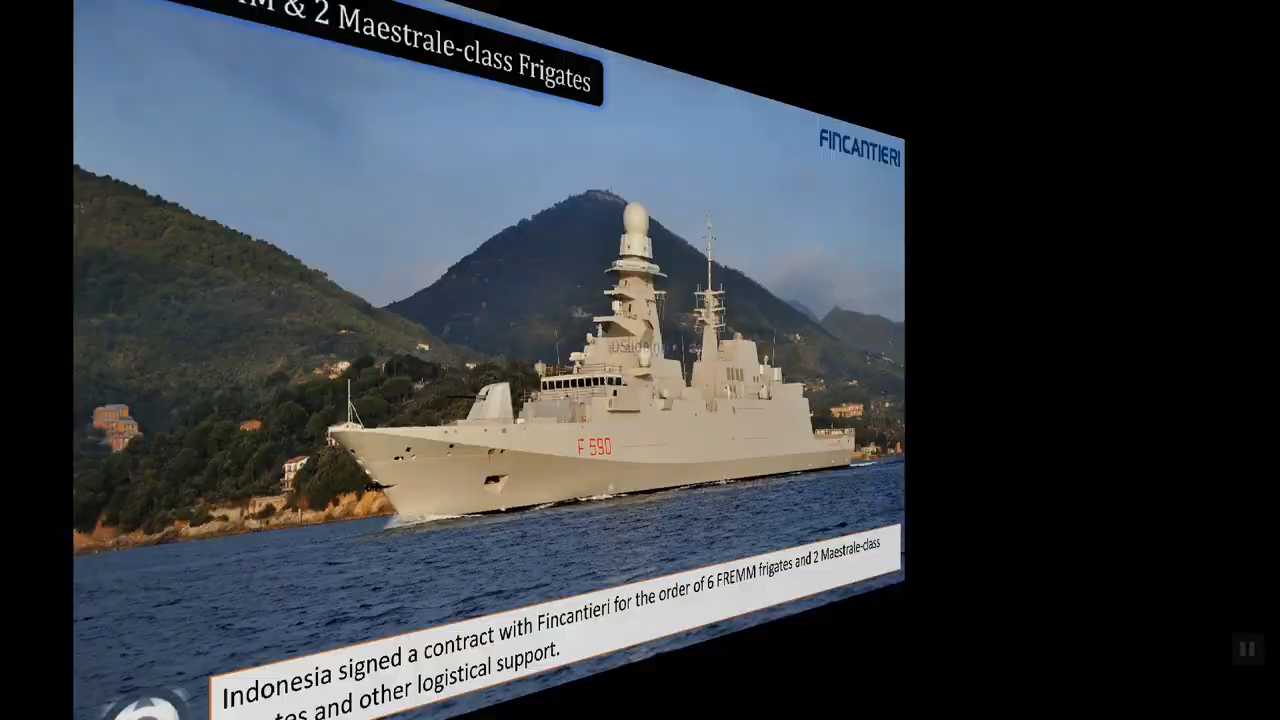 & 2 Maestrale-class Frigates
FINCANTIERI
F 590
Indonesia signed a contract with Fincantieri for the order of 6 FREMM frigates and 2 Maestrale-class
and other logistical support.